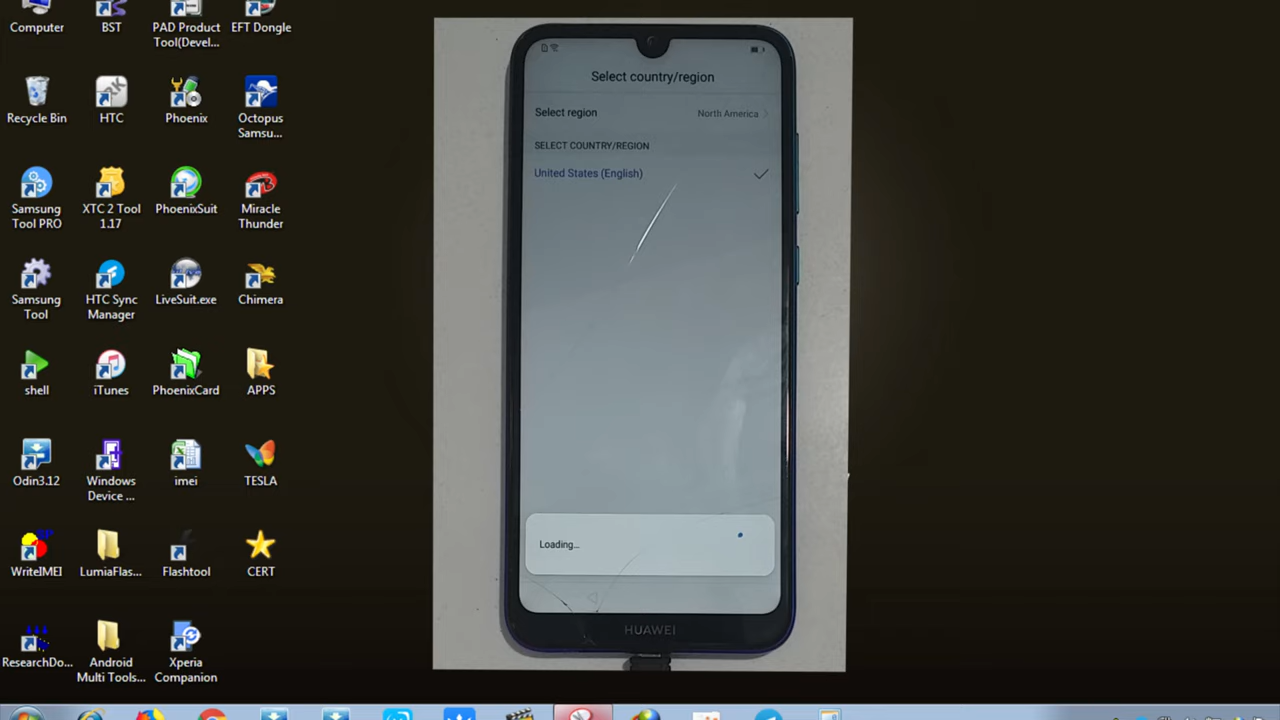 Computer
BST
PAD Product
Tool(Devel...
EFT Dongle
Recycle Bin
HTC
Phoenix
Octopus
Samsu...
Samsung
Tool PRO
XTC 2 Tool
1.17
PhoenixSuit
Miracle
Thunder
Samsung
Tool
HTC Sync
Manager
LiveSuit.exe
Chimera
shell
iTunes
PhoenixCard
APPS
Odin3.12
Windows
Device ...
imei
TESLA
WriteIMEI
LumiaFlas...
Flashtool
CERT
ResearchDo...
Android
Multi Tools...
Xperia
Companion
Select country/region
Select region
North America
SELECT COUNTRY/REGION
United States (English)
Loading...
HUAWEI